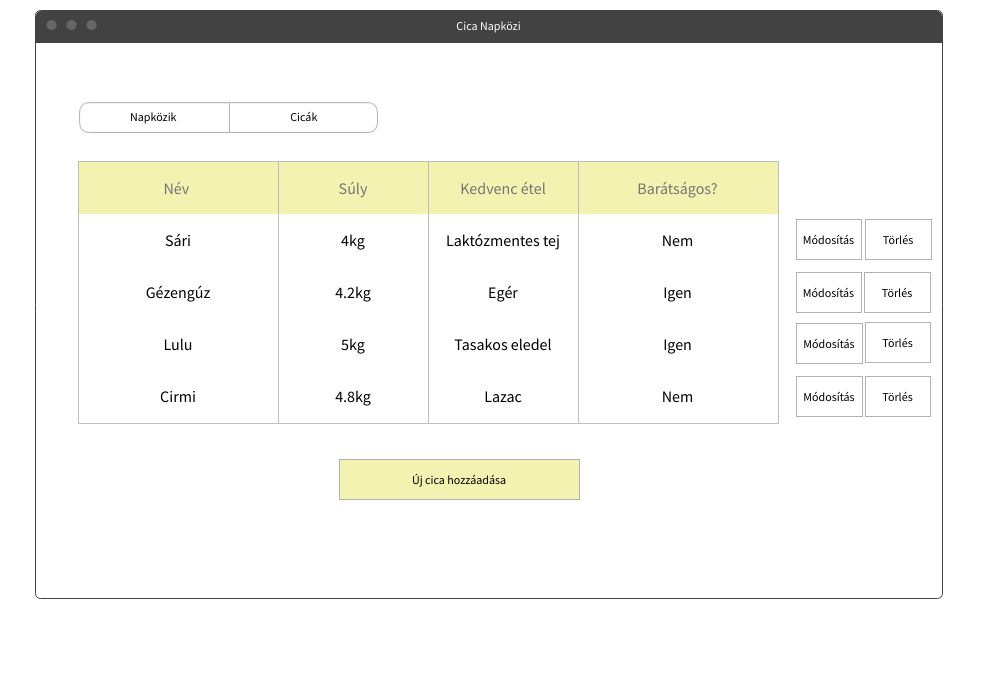 Cica Napközi
Napközik Cicák
Név Súly Kedvenc étel Barátságos?
Sári 4kg Laktózmentes tej Nem Módosítás Törlés
Gézengúz 4.2kg Egér Igen Módosítás Törlés
Lulu 5kg Tasakos eledel Igen Módosítás Törlés
Cirmi 4.8kg Lazac Nem Módosítás Törlés
Új cica hozzáadása